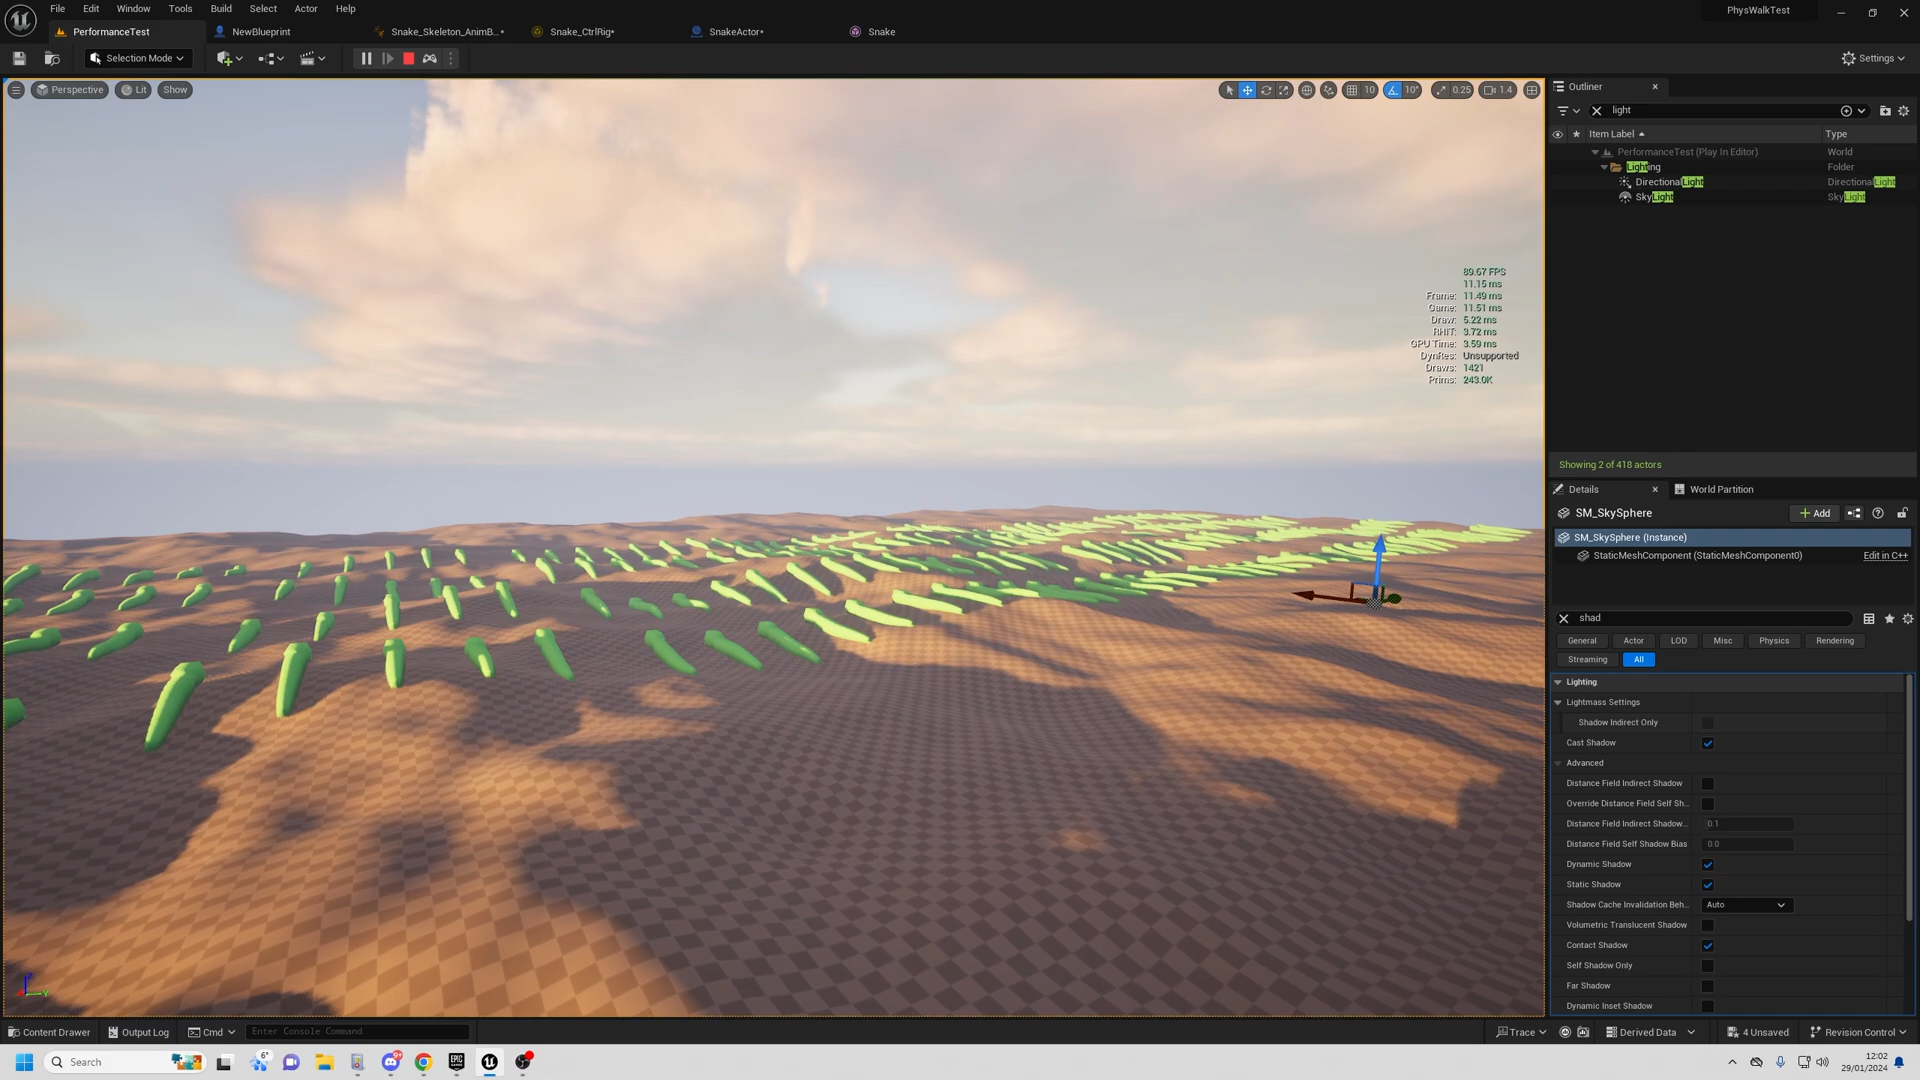 File Edit Window Tools Build Select Actor Help
PhysWalkTest
PerformanceTest
NewBlueprint
Snake_Skeleton_AnimB...*
Snake_CtrlRig*
SnakeActor*
Snake
Selection Mode
Settings
Perspective
Lit
Show
10
10°
0.25
1.4
89.67 FPS
11.15 ms
Frame: 11.49 ms
Game: 11.51 ms
Draw: 5.22 ms
RHIT: 3.72 ms
GPU Time: 3.59 ms
DynRes: Unsupported
Draws: 1421
Prims: 243.0K
Outliner
light
Item Label
Type
PerformanceTest (Play In Editor) World
Lighting Folder
DirectionalLight DirectionalLight
SkyLight SkyLight
Showing 2 of 418 actors
Details
World Partition
SM_SkySphere
+ Add
SM_SkySphere (Instance)
StaticMeshComponent (StaticMeshComponent0) Edit in C++
shad
General Actor LOD Misc Physics Rendering
Streaming All
Lighting
Lightmass Settings
Shadow Indirect Only
Cast Shadow
Advanced
Distance Field Indirect Shadow
Override Distance Field Self Sh...
Distance Field Indirect Shadow... 0.1
Distance Field Self Shadow Bias 0.0
Dynamic Shadow
Static Shadow
Shadow Cache Invalidation Beh... Auto
Volumetric Translucent Shadow
Contact Shadow
Self Shadow Only
Far Shadow
Dynamic Inset Shadow
Content Drawer
Output Log
Cmd
Enter Console Command
Trace
Derived Data
4 Unsaved
Revision Control
Search
6°
9+
EPIC GAMES
12:02
29/01/2024